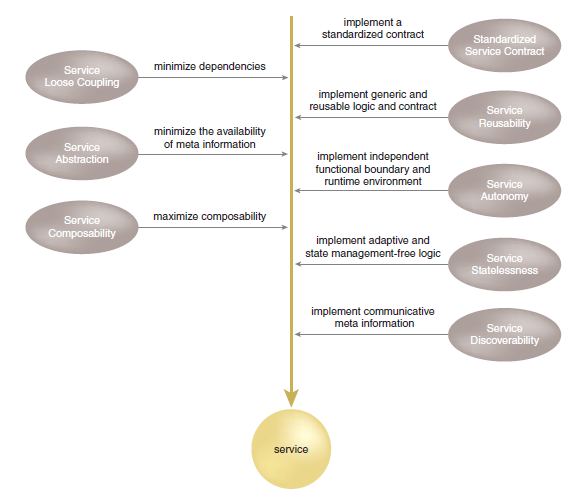 implement a
standardized contract
Standardized
Service Contract
Service
Loose Coupling
minimize dependencies
implement generic and
reusable logic and contract
Service
Reusability
Service
Abstraction
minimize the availability
of meta information
implement independent
functional boundary and
runtime environment
Service
Autonomy
Service
Composability
maximize composability
implement adaptive and
state management-free logic
Service
Statelessness
implement communicative
meta information
Service
Discoverability
service